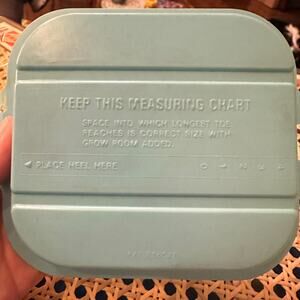 KEEP THIS MEASURING CHART
SPACE INTO WHICH LONGEST TOE
REACHES IS CORRECT SIZE WITH
GROW ROOM ADDED.
◄ PLACE HEEL HERE